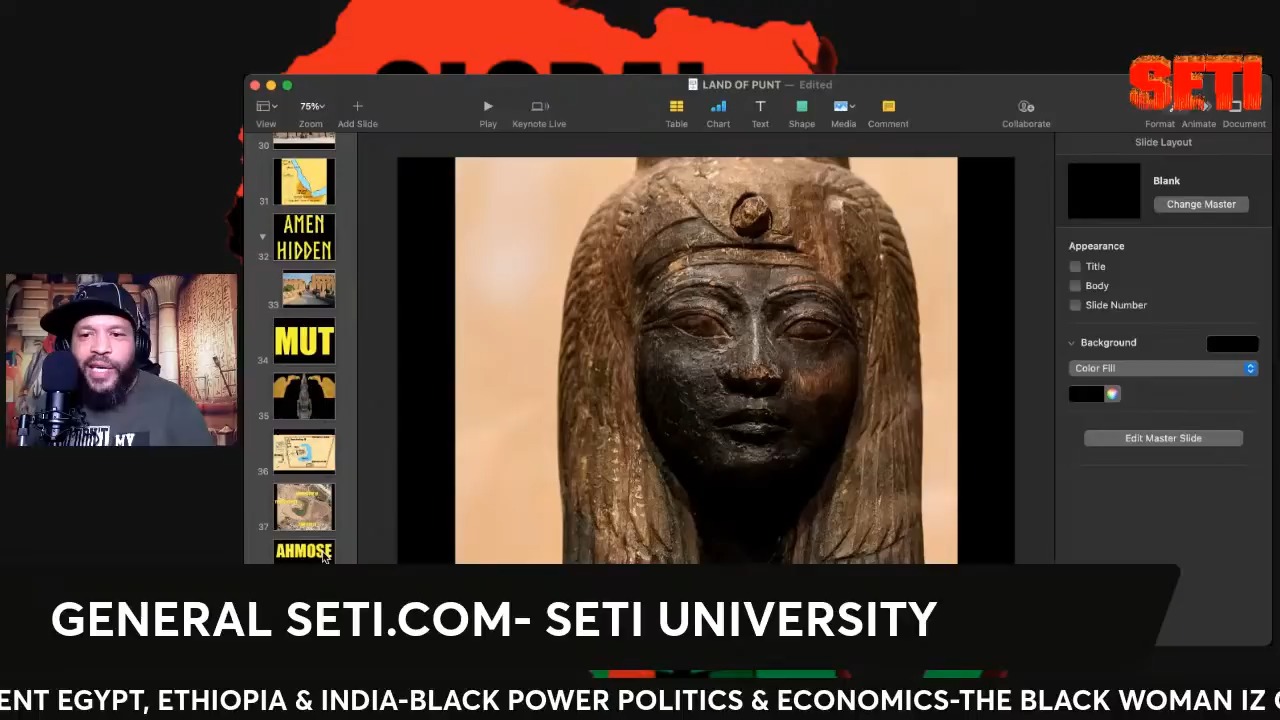 GLOBAL
SETI
LAND OF PUNT — Edited
75%
View
Zoom
Add Slide
Play
Keynote Live
Table
Chart
Text
Shape
Media
Comment
Collaborate
Format
Animate
Document
30
31
AMEN
HIDDEN
32
33
MUT
34
35
36
37
AHMOSE
Slide Layout
Blank
Change Master
Appearance
Title
Body
Slide Number
Background
Color Fill
Edit Master Slide
GENERAL SETI.COM- SETI UNIVERSITY
ENT EGYPT, ETHIOPIA & INDIA-BLACK POWER POLITICS & ECONOMICS-THE BLACK WOMAN IZ